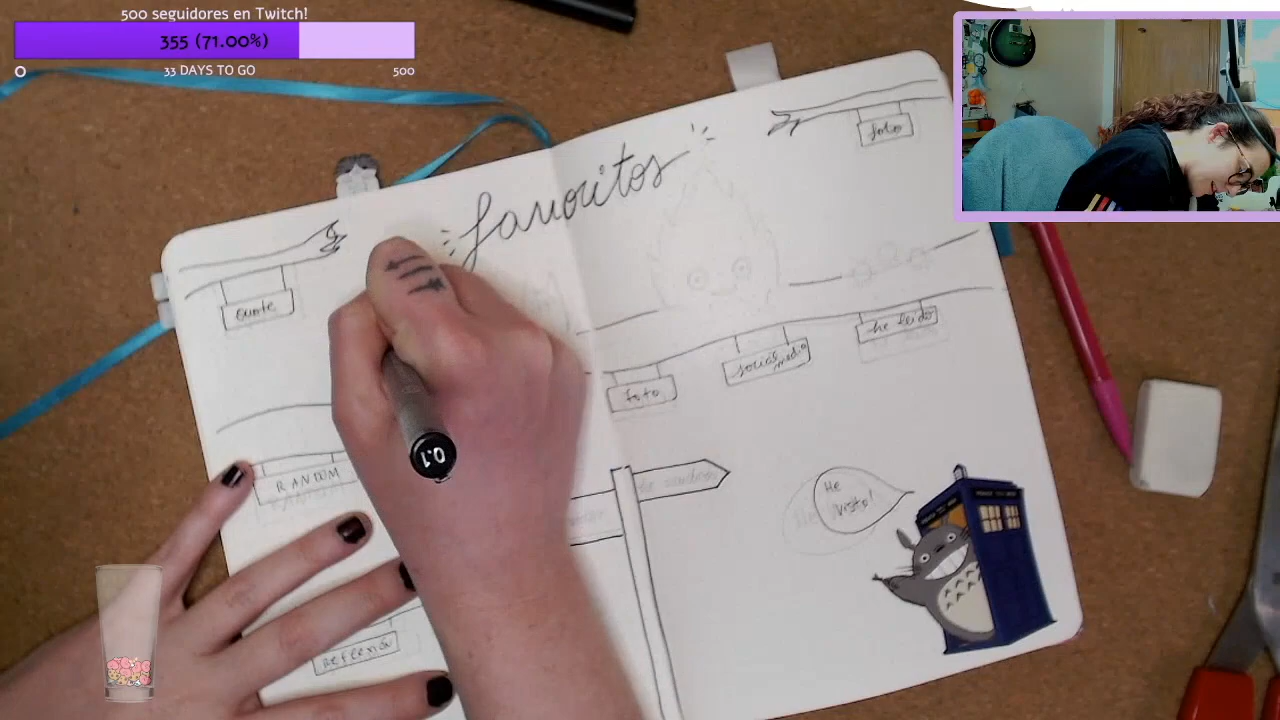 500 seguidores en Twitch!
355 (71.00%)
0
33 DAYS TO GO
500
favoritos
foto
quote
he leído
social media
foto
RANDOM
He
visto!
0.1
REFLEXIÓN